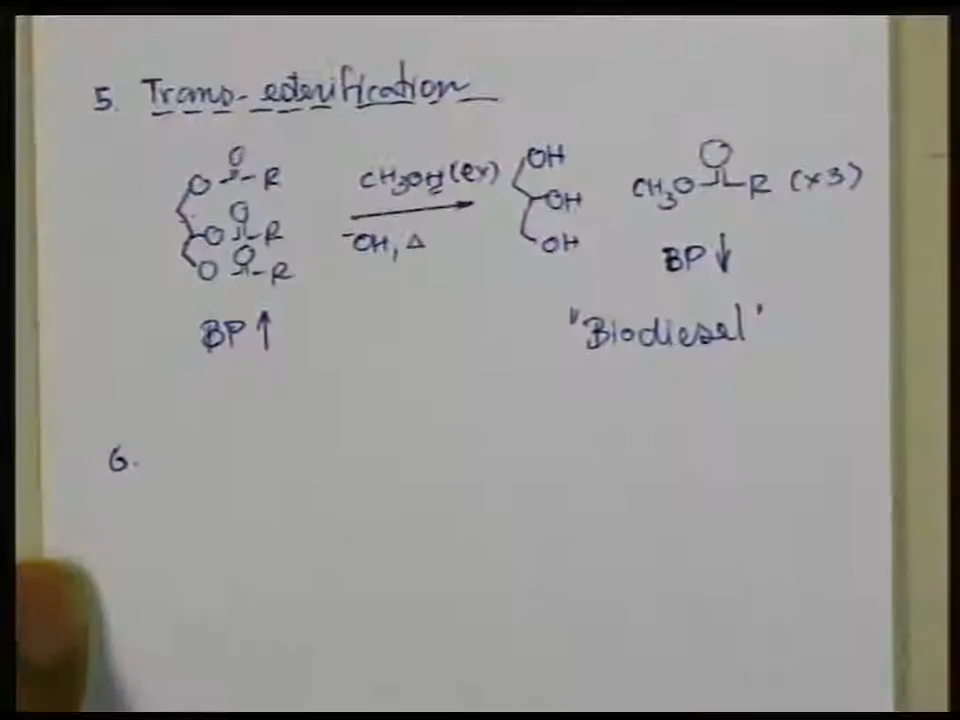 5. Trans-esterification
O O R CH3OH (ex) OH O
O O R -OH, Δ OH CH3O R (x3)
O O R OH BP↓
BP↑ "Biodiesel"
6.